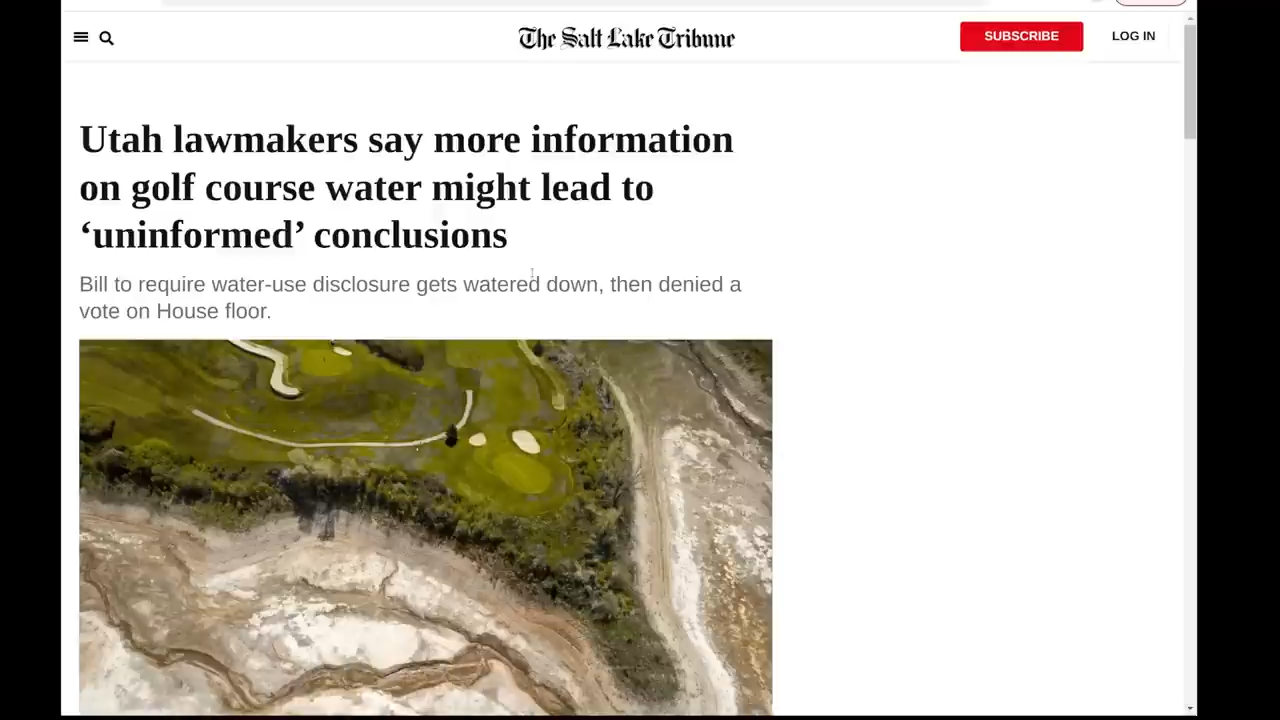 The Salt Lake Tribune
SUBSCRIBE
LOG IN
Utah lawmakers say more information
on golf course water might lead to
‘uninformed’ conclusions
Bill to require water-use disclosure gets watered down, then denied a
vote on House floor.